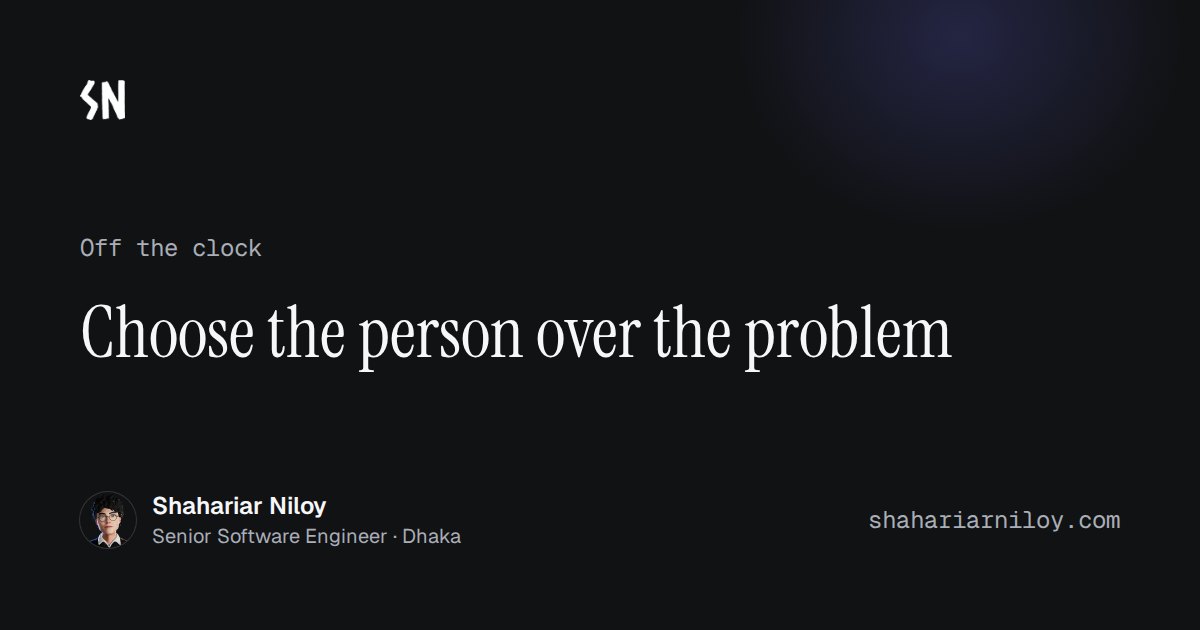 SN
Off the clock
Choose the person over the problem
Shahariar Niloy
Senior Software Engineer · Dhaka
shahariarniloy.com